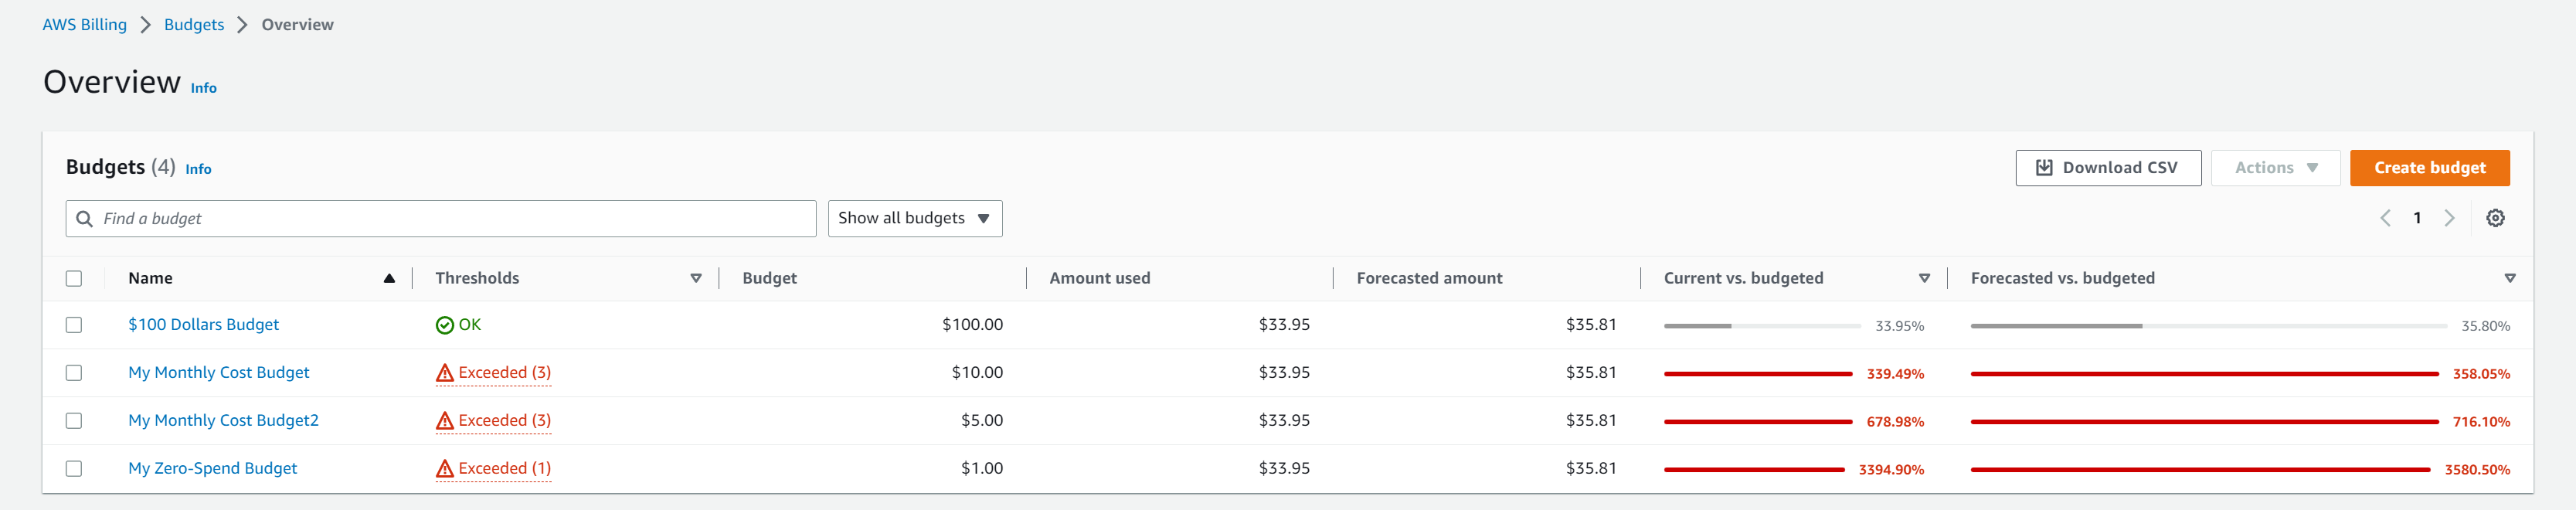 AWS Billing > Budgets > Overview
Overview Info
Budgets (4) Info Download CSV Actions Create budget
Find a budget Show all budgets 1
Name Thresholds Budget Amount used Forecasted amount Current vs. budgeted Forecasted vs. budgeted
$100 Dollars Budget OK $100.00 $33.95 $35.81 33.95% 35.80%
My Monthly Cost Budget Exceeded (3) $10.00 $33.95 $35.81 339.49% 358.05%
My Monthly Cost Budget2 Exceeded (3) $5.00 $33.95 $35.81 678.98% 716.10%
My Zero-Spend Budget Exceeded (1) $1.00 $33.95 $35.81 3394.90% 3580.50%